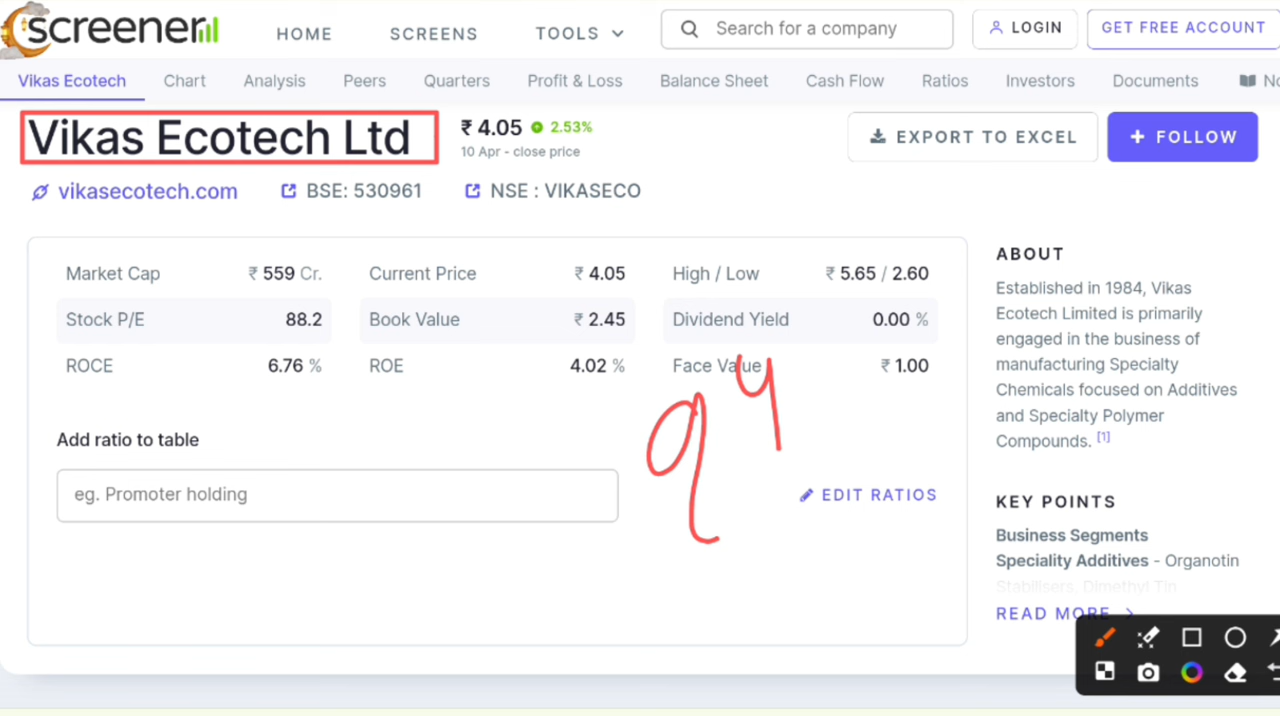 screener
HOME SCREENS TOOLS
Search for a company
LOGIN
GET FREE ACCOUNT
Vikas Ecotech Chart Analysis Peers Quarters Profit & Loss Balance Sheet Cash Flow Ratios Investors Documents No
Vikas Ecotech Ltd
₹ 4.05 2.53%
10 Apr - close price
EXPORT TO EXCEL
+ FOLLOW
vikasecotech.com BSE: 530961 NSE : VIKASECO
Market Cap ₹ 559 Cr. Current Price ₹ 4.05 High / Low ₹ 5.65 / 2.60
Stock P/E 88.2 Book Value ₹ 2.45 Dividend Yield 0.00 %
ROCE 6.76 % ROE 4.02 % Face Value ₹ 1.00
Add ratio to table
eg. Promoter holding
EDIT RATIOS
ABOUT
Established in 1984, Vikas
Ecotech Limited is primarily
engaged in the business of
manufacturing Specialty
Chemicals focused on Additives
and Specialty Polymer
Compounds. [1]
KEY POINTS
Business Segments
Speciality Additives - Organotin
Stabilisers, Dimethyl Tin
READ MORE